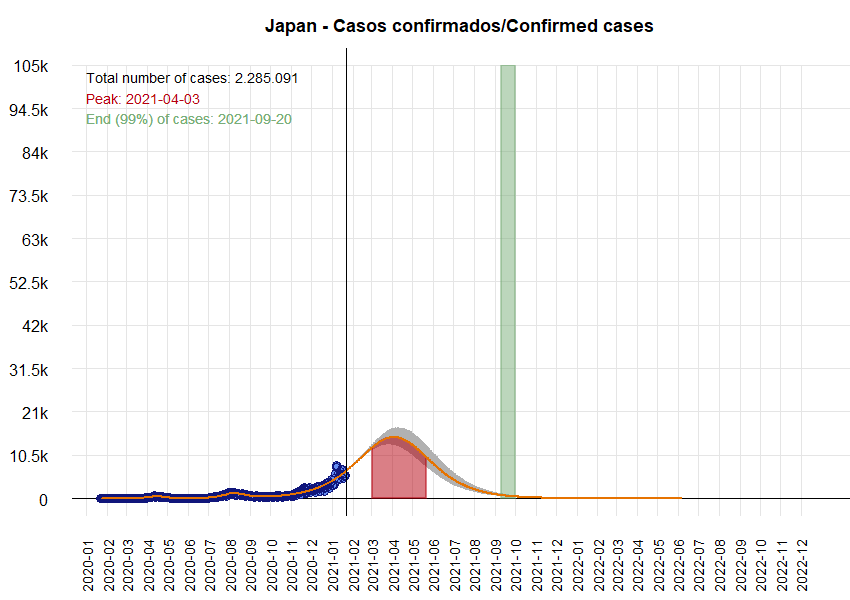 Japan - Casos confirmados/Confirmed cases
105k
94.5k
84k
73.5k
63k
52.5k
42k
31.5k
21k
10.5k
0
Total number of cases: 2.285.091
Peak: 2021-04-03
End (99%) of cases: 2021-09-20
2020-01
2020-02
2020-03
2020-04
2020-05
2020-06
2020-07
2020-08
2020-09
2020-10
2020-11
2020-12
2021-01
2021-02
2021-03
2021-04
2021-05
2021-06
2021-07
2021-08
2021-09
2021-10
2021-11
2021-12
2022-01
2022-02
2022-03
2022-04
2022-05
2022-06
2022-07
2022-08
2022-09
2022-10
2022-11
2022-12